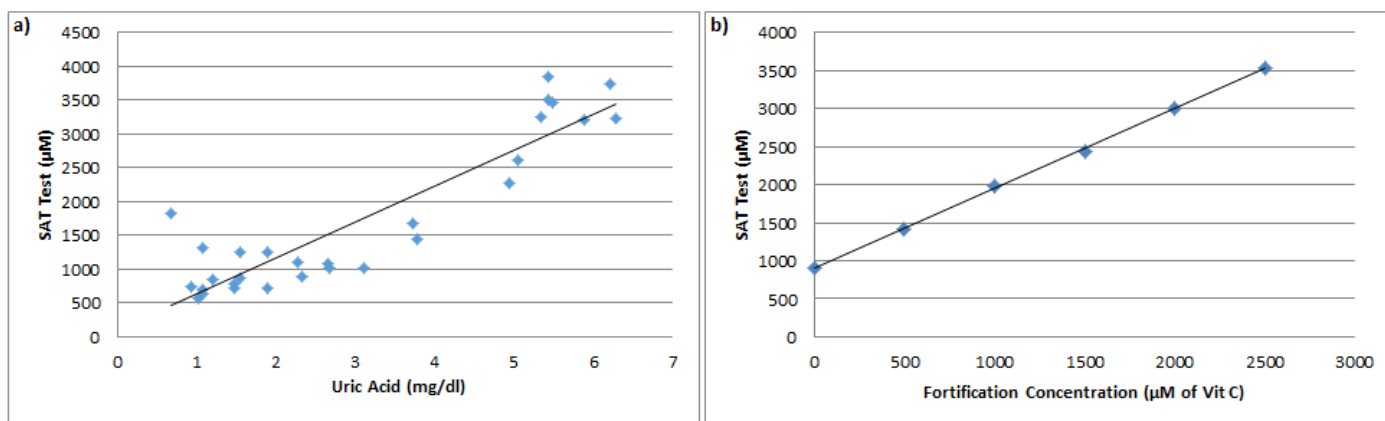 a)
4500
4000
3500
3000
2500
2000
1500
1000
500
0
SAT Test (µM)
0 1 2 3 4 5 6 7
Uric Acid (mg/dl)
b)
4000
3500
3000
2500
2000
1500
1000
500
0
SAT Test (µM)
0 500 1000 1500 2000 2500 3000
Fortification Concentration (µM of Vit C)